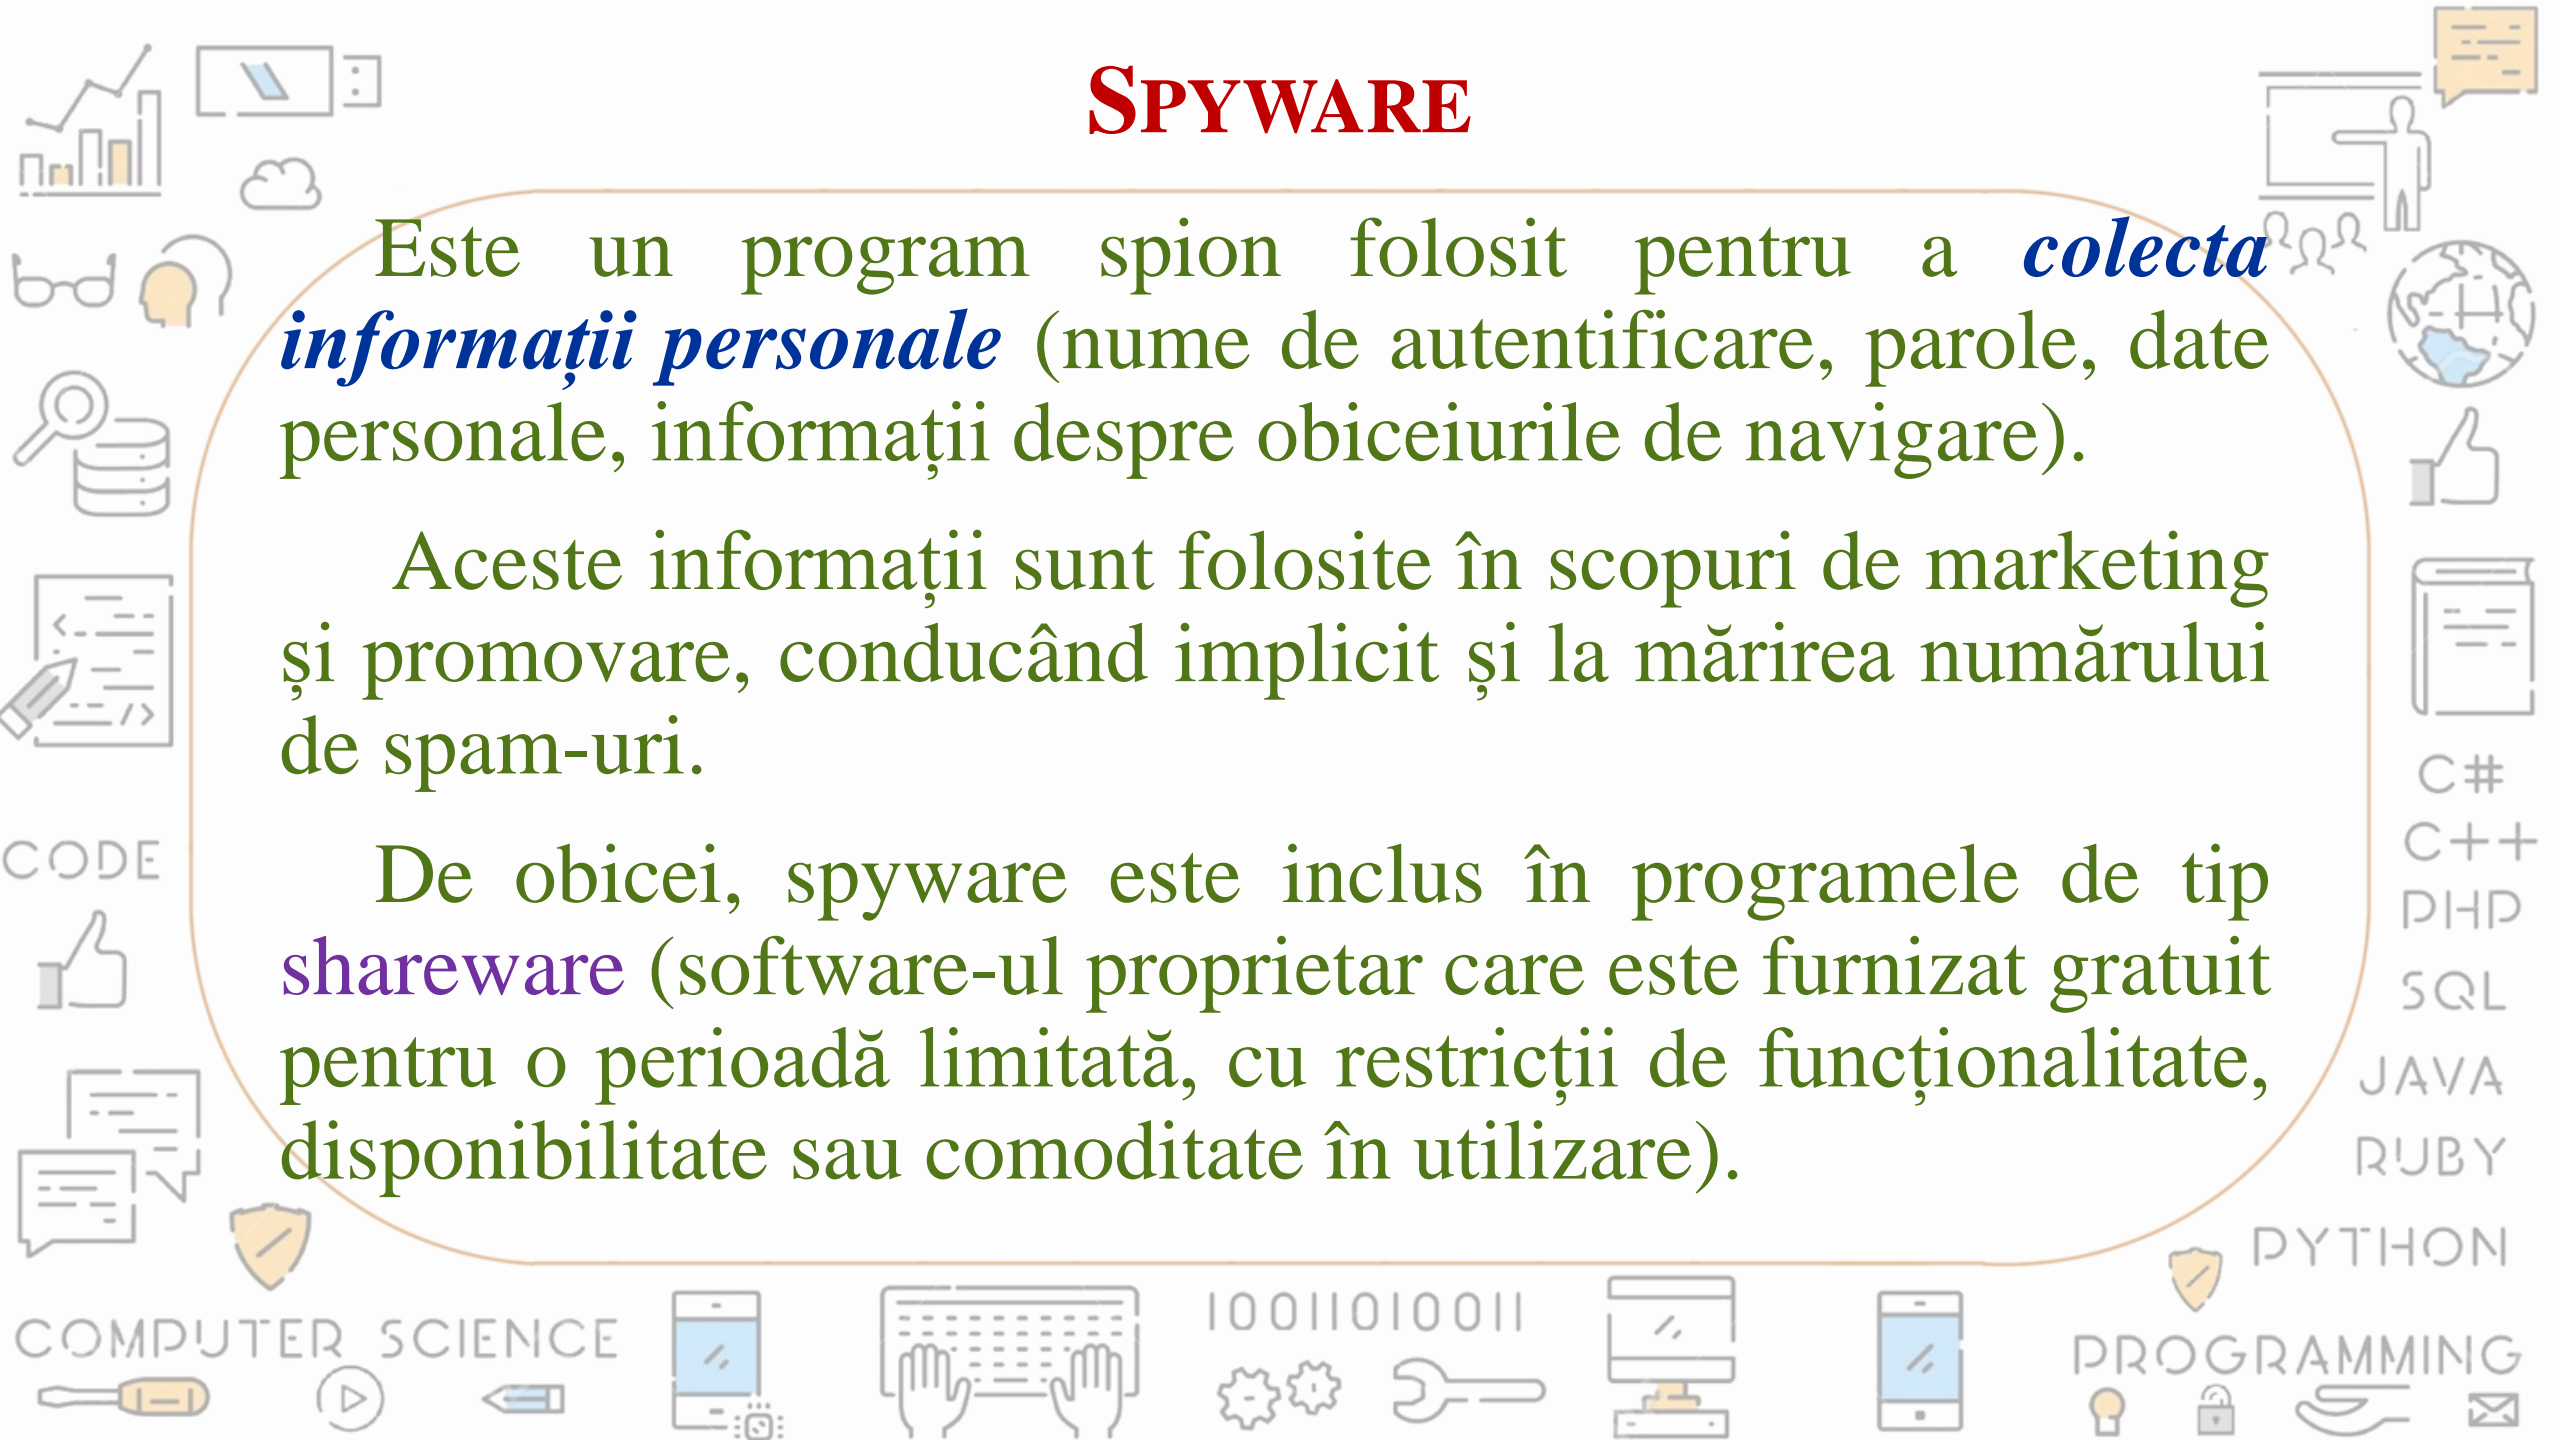 SPYWARE
Este un program spion folosit pentru a colecta
informații personale (nume de autentificare, parole, date
personale, informații despre obiceiurile de navigare).
Aceste informații sunt folosite în scopuri de marketing
și promovare, conducând implicit și la mărirea numărului
de spam-uri.
De obicei, spyware este inclus în programele de tip
shareware (software-ul proprietar care este furnizat gratuit
pentru o perioadă limitată, cu restricții de funcționalitate,
disponibilitate sau comoditate în utilizare).
CODE
C#
C++
PHP
SQL
JAVA
RUBY
PYTHON
COMPUTER SCIENCE
10011010011
PROGRAMMING